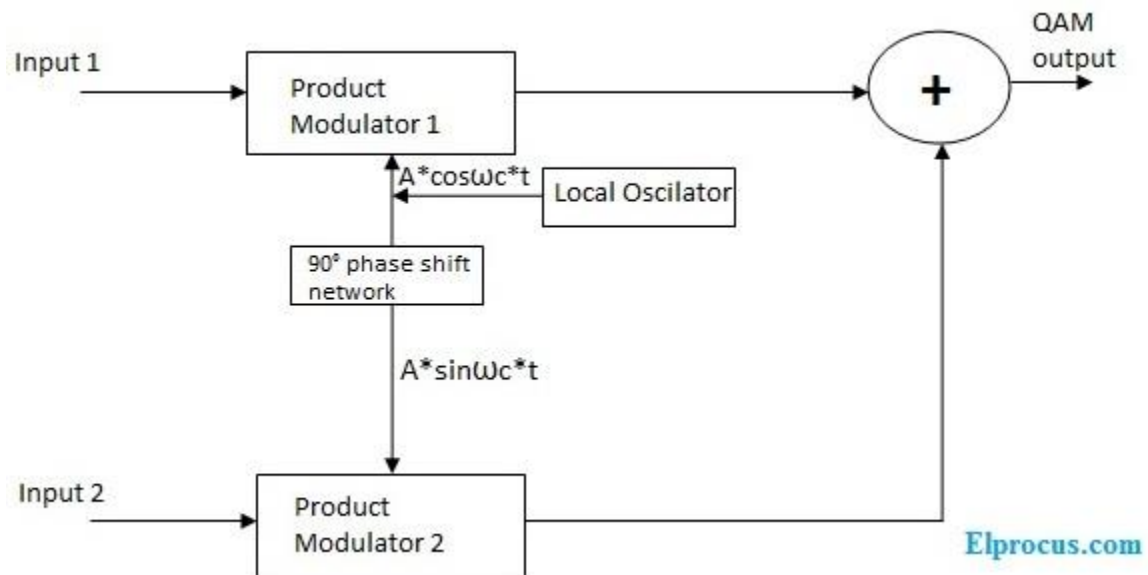 QAM
output
Input 1
Product
Modulator 1
+
A*cosωc*t
Local Oscilator
90° phase shift
network
A*sinωc*t
Input 2
Product
Modulator 2
Elprocus.com